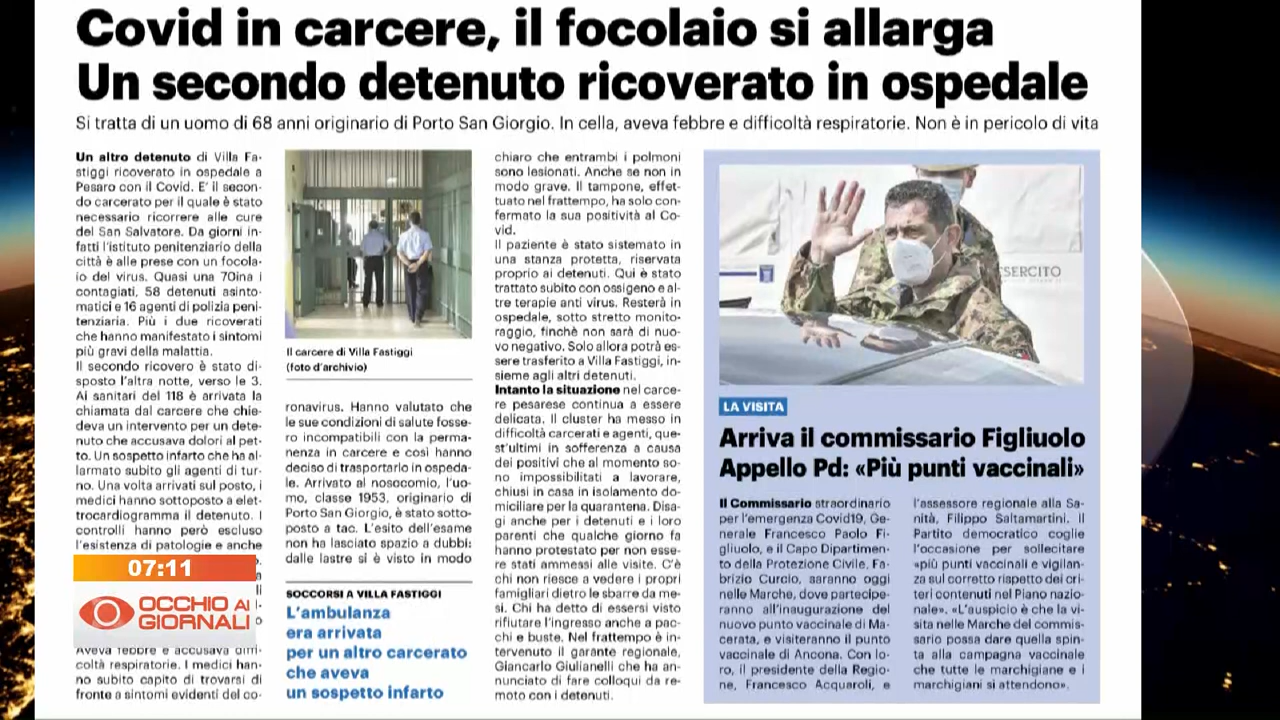 Covid in carcere, il focolaio si allarga
Un secondo detenuto ricoverato in ospedale
Si tratta di un uomo di 68 anni originario di Porto San Giorgio. In cella, aveva febbre e difficoltà respiratorie. Non è in pericolo di vita
Un altro detenuto di Villa Fa-
stiggi ricoverato in ospedale a
Pesaro con il Covid. E' il secon-
do carcerato per il quale è stato
necessario ricorrere alle cure
del San Salvatore. Da giorni in-
fatti l'istituto penitenziario della
città è alle prese con un focola-
io del virus. Quasi una 70ina i
contagiati, 58 detenuti asinto-
matici e 16 agenti di polizia peni-
tenziaria. Più i due ricoverati
che hanno manifestato i sintomi
più gravi della malattia.
Il secondo ricovero è stato di-
sposto l'altra notte, verso le 3.
Ai sanitari del 118 è arrivata la
chiamata dal carcere che chie-
deva un intervento per un dete-
nuto che accusava dolori al pet-
to. Un sospetto infarto che ha al-
larmato subito gli agenti di tur-
no. Una volta arrivati sul posto, i
medici hanno sottoposto a elet-
trocardiogramma il detenuto. I
controlli hanno però escluso
l'esistenza di patologie e anche
07:11
OCCHIO AI
GIORNALI
Aveva febbre e accusava diffi-
coltà respiratorie. I medici han-
no subito capito di trovarsi di
fronte a sintomi evidenti del co-
Il carcere di Villa Fastiggi
(foto d'archivio)
ronavirus. Hanno valutato che
le sue condizioni di salute fosse-
ro incompatibili con la perma-
nenza in carcere e così hanno
deciso di trasportarlo in ospeda-
le. Arrivato al nosocomio, l'uo-
mo, classe 1953, originario di
Porto San Giorgio, è stato sotto-
posto a tac. L'esito dell'esame
non ha lasciato spazio a dubbi:
dalle lastre si è visto in modo
SOCCORSI A VILLA FASTIGGI
L'ambulanza
era arrivata
per un altro carcerato
che aveva
un sospetto infarto
chiaro che entrambi i polmoni
sono lesionati. Anche se non in
modo grave. Il tampone, effet-
tuato nel frattempo, ha solo con-
fermato la sua positività al Co-
vid.
Il paziente è stato sistemato in
una stanza protetta, riservata
proprio ai detenuti. Qui è stato
trattato subito con ossigeno e al-
tre terapie anti virus. Resterà in
ospedale, sotto stretto monito-
raggio, finchè non sarà di nuo-
vo negativo. Solo allora potrà es-
sere trasferito a Villa Fastiggi, in-
sieme agli altri detenuti.
Intanto la situazione nel carce-
re pesarese continua a essere
delicata. Il cluster ha messo in
difficoltà carcerati e agenti, que-
st'ultimi in sofferenza a causa
dei positivi che al momento so-
no impossibilitati a lavorare,
chiusi in casa in isolamento do-
miciliare per la quarantena. Disa-
gi anche per i detenuti e i loro
parenti che qualche giorno fa
hanno protestato per non esse-
re stati ammessi alle visite. C'è
chi non riesce a vedere i propri
famigliari dietro le sbarre da me-
si. Chi ha detto di essersi visto
rifiutare l'ingresso anche a pac-
chi e buste. Nel frattempo è in-
tervenuto il garante regionale,
Giancarlo Giulianelli che ha an-
nunciato di fare colloqui da re-
moto con i detenuti.
ESERCITO
LA VISITA
Arriva il commissario Figliuolo
Appello Pd: «Più punti vaccinali»
Il Commissario straordinario
per l'emergenza Covid19, Ge-
nerale Francesco Paolo Fi-
gliuolo, e il Capo Dipartimen-
to della Protezione Civile, Fa-
brizio Curcio, saranno oggi
nelle Marche, dove partecipe-
ranno all'inaugurazione del
nuovo punto vaccinale di Ma-
cerata, e visiteranno il punto
vaccinale di Ancona. Con lo-
ro, il presidente della Regio-
ne, Francesco Acquaroli, e
l'assessore regionale alla Sa-
nità, Filippo Saltamartini. Il
Partito democratico coglie
l'occasione per sollecitare
«più punti vaccinali e vigilan-
za sul corretto rispetto dei cri-
teri contenuti nel Piano nazio-
nale». «L'auspicio è che la vi-
sita nelle Marche del commis-
sario possa dare quella spin-
ta alla campagna vaccinale
che tutte le marchigiane e i
marchigiani si attendono».